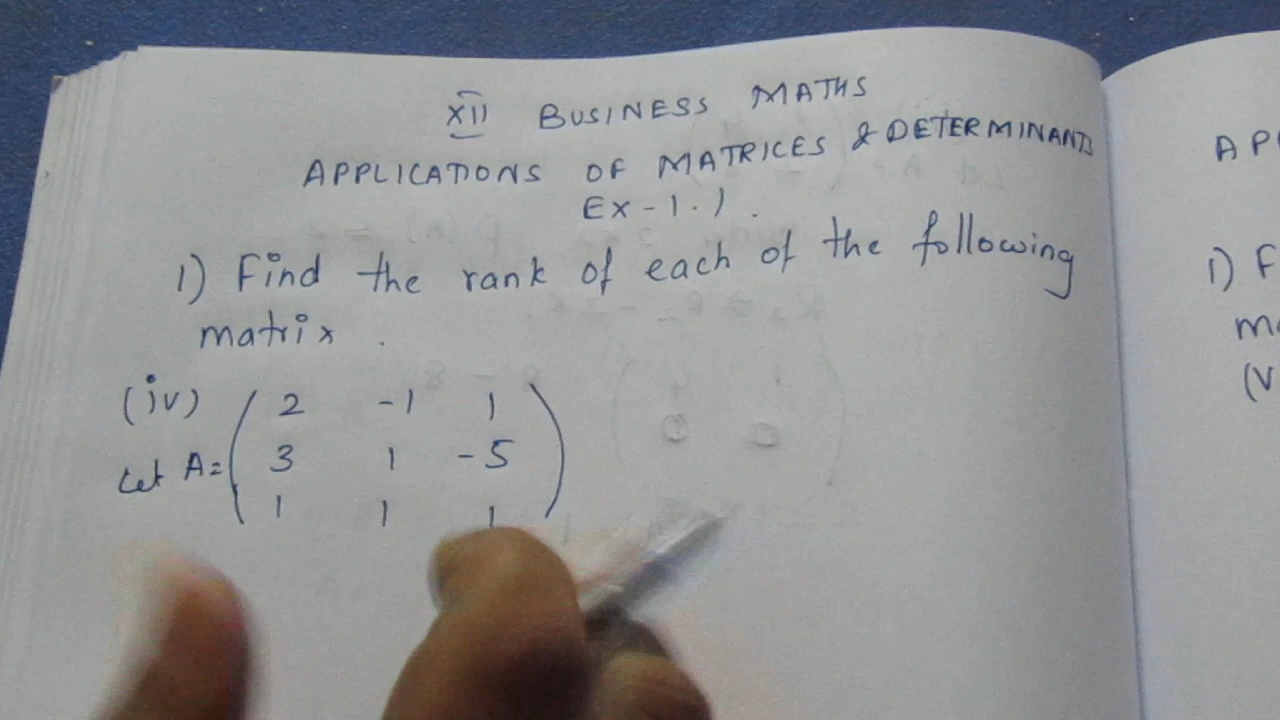 XII BUSINESS MATHS
APPLICATIONS OF MATRICES & DETERMINANTS
EX - 1.1.
1) Find the rank of each of the following
matrix.
(iv)
Let A = ( 2 -1 1
3 1 -5
1 1 1 )
AP
1) F
ma
(V